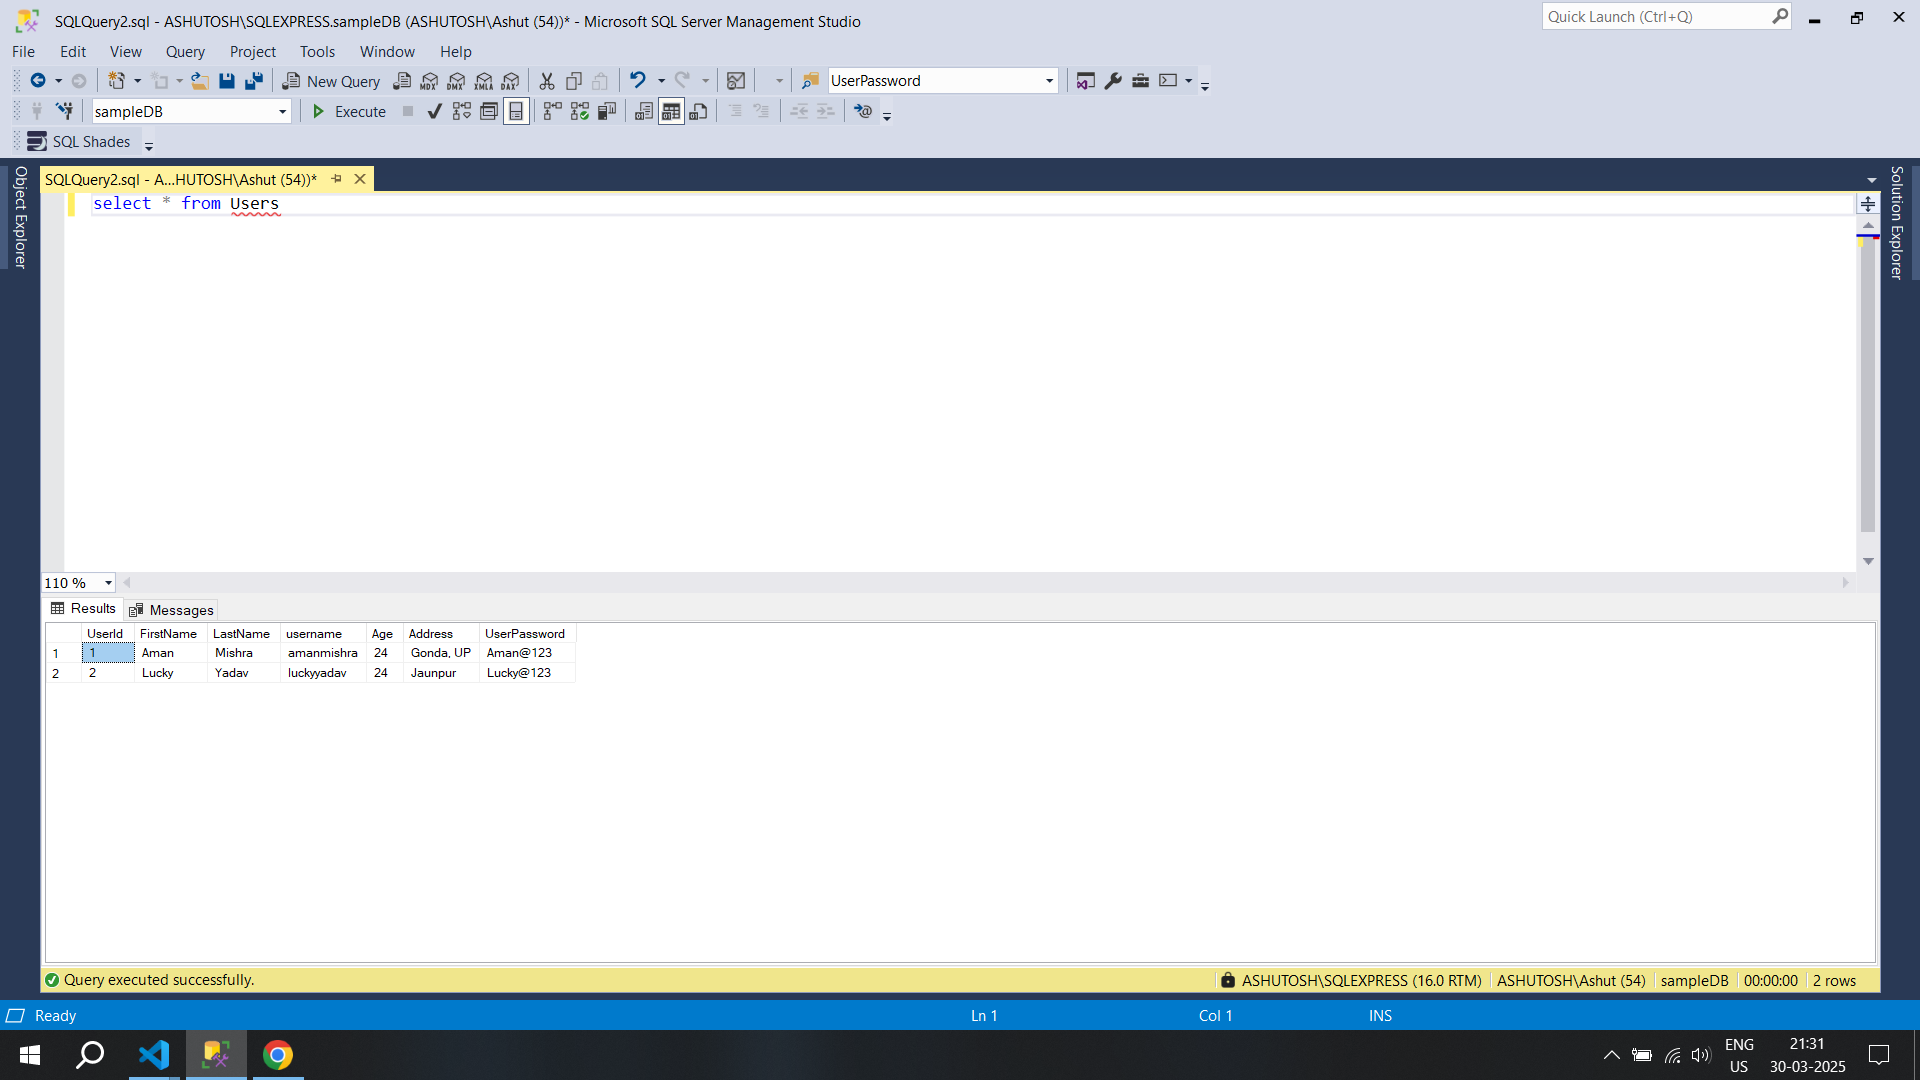 SQLQuery2.sql - ASHUTOSH\SQLEXPRESS.sampleDB (ASHUTOSH\Ashut (54))* - Microsoft SQL Server Management Studio
Quick Launch (Ctrl+Q)
File Edit View Query Project Tools Window Help
New Query MDX DMX XMLA DAX UserPassword
sampleDB Execute
SQL Shades
Object Explorer
SQLQuery2.sql - A...HUTOSH\Ashut (54))*
Solution Explorer
select * from Users
110 %
Results Messages
UserId FirstName LastName username Age Address UserPassword
1 1 Aman Mishra amanmishra 24 Gonda, UP Aman@123
2 2 Lucky Yadav luckyyadav 24 Jaunpur Lucky@123
Query executed successfully. ASHUTOSH\SQLEXPRESS (16.0 RTM) ASHUTOSH\Ashut (54) sampleDB 00:00:00 2 rows
Ready Ln 1 Col 1 INS
ENG 21:31
US 30-03-2025